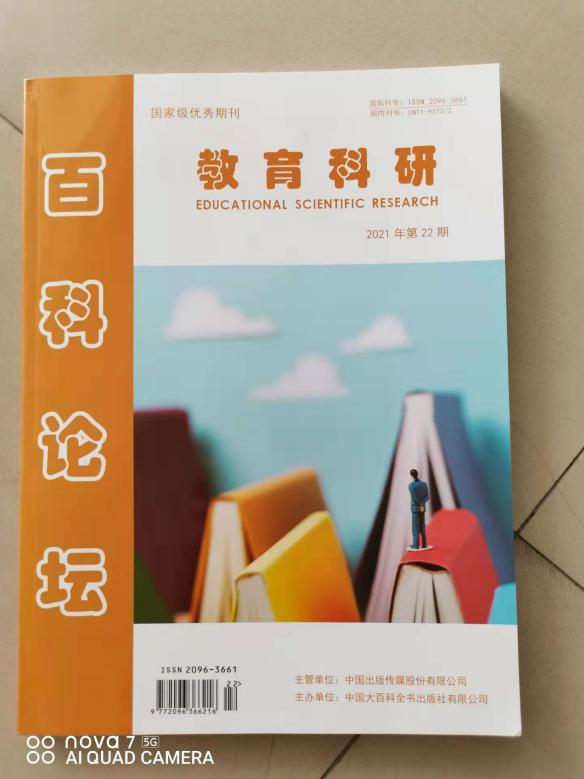 国家级优秀期刊
国际刊号：ISSN 2096-3661
国内刊号：CN11-9373/Z
百科论坛
教育科研
EDUCATIONAL SCIENTIFIC RESEARCH
2021 年第 22 期
ISSN 2096-3661
22>
9 772096 366216
主管单位：中国出版传媒股份有限公司
主办单位：中国大百科全书出版社有限公司
nova 7 5G
AI QUAD CAMERA